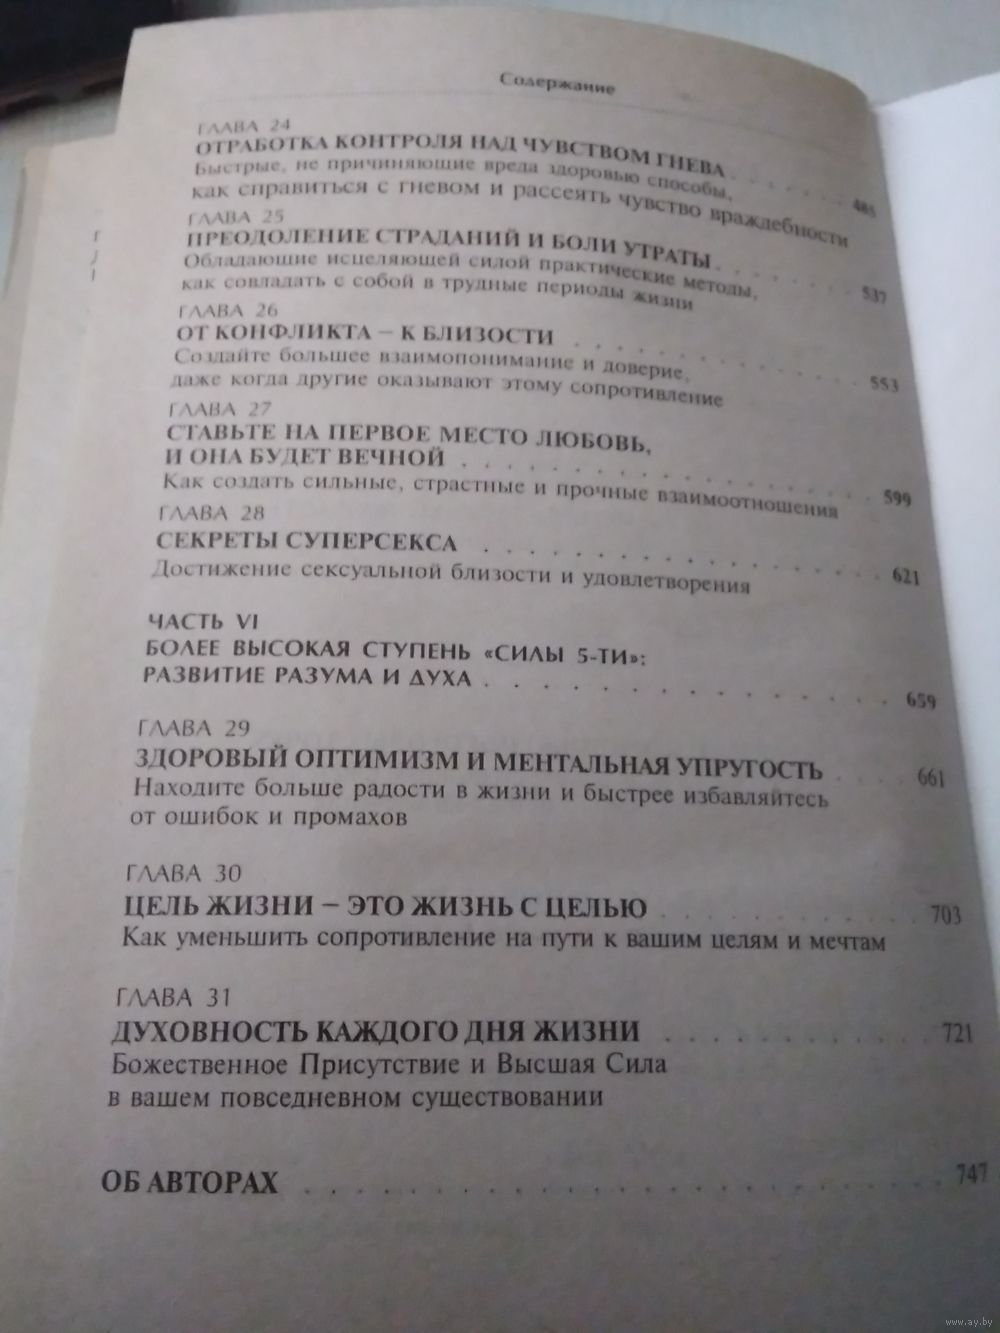 Содержание
ГЛАВА 24
ОТРАБОТКА КОНТРОЛЯ НАД ЧУВСТВОМ ГНЕВА . . . . . . 485
Быстрые, не причиняющие вреда здоровью способы,
как справиться с гневом и рассеять чувство враждебности
ГЛАВА 25
ПРЕОДОЛЕНИЕ СТРАДАНИЙ И БОЛИ УТРАТЫ . . . . . . . . 537
Обладающие исцеляющей силой практические методы,
как совладать с собой в трудные периоды жизни
ГЛАВА 26
ОТ КОНФЛИКТА – К БЛИЗОСТИ . . . . . . . . . . . . . . 553
Создайте большее взаимопонимание и доверие,
даже когда другие оказывают этому сопротивление
ГЛАВА 27
СТАВЬТЕ НА ПЕРВОЕ МЕСТО ЛЮБОВЬ,
И ОНА БУДЕТ ВЕЧНОЙ . . . . . . . . . . . . . . . . . . 599
Как создать сильные, страстные и прочные взаимоотношения
ГЛАВА 28
СЕКРЕТЫ СУПЕРСЕКСА . . . . . . . . . . . . . . . . . 621
Достижение сексуальной близости и удовлетворения
ЧАСТЬ VI
БОЛЕЕ ВЫСОКАЯ СТУПЕНЬ «СИЛЫ 5-ТИ»:
РАЗВИТИЕ РАЗУМА И ДУХА . . . . . . . . . . . . . . . 659
ГЛАВА 29
ЗДОРОВЫЙ ОПТИМИЗМ И МЕНТАЛЬНАЯ УПРУГОСТЬ . . . . 661
Находите больше радости в жизни и быстрее избавляйтесь
от ошибок и промахов
ГЛАВА 30
ЦЕЛЬ ЖИЗНИ – ЭТО ЖИЗНЬ С ЦЕЛЬЮ . . . . . . . . . . . 703
Как уменьшить сопротивление на пути к вашим целям и мечтам
ГЛАВА 31
ДУХОВНОСТЬ КАЖДОГО ДНЯ ЖИЗНИ . . . . . . . . . . . . 721
Божественное Присутствие и Высшая Сила
в вашем повседневном существовании
ОБ АВТОРАХ . . . . . . . . . . . . . . . . . . . . . . 747
www.ay.by